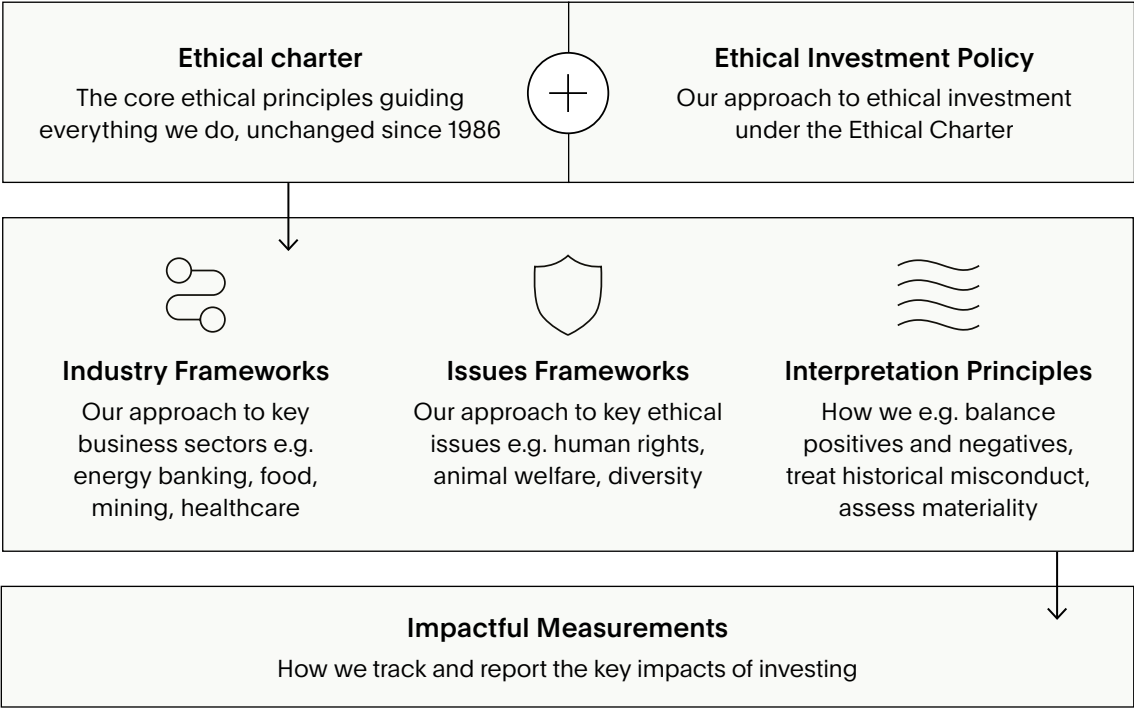 Ethical charter
The core ethical principles guiding
everything we do, unchanged since 1986
Ethical Investment Policy
Our approach to ethical investment
under the Ethical Charter
Industry Frameworks
Our approach to key
business sectors e.g.
energy banking, food,
mining, healthcare
Issues Frameworks
Our approach to key ethical
issues e.g. human rights,
animal welfare, diversity
Interpretation Principles
How we e.g. balance
positives and negatives,
treat historical misconduct,
assess materiality
Impactful Measurements
How we track and report the key impacts of investing